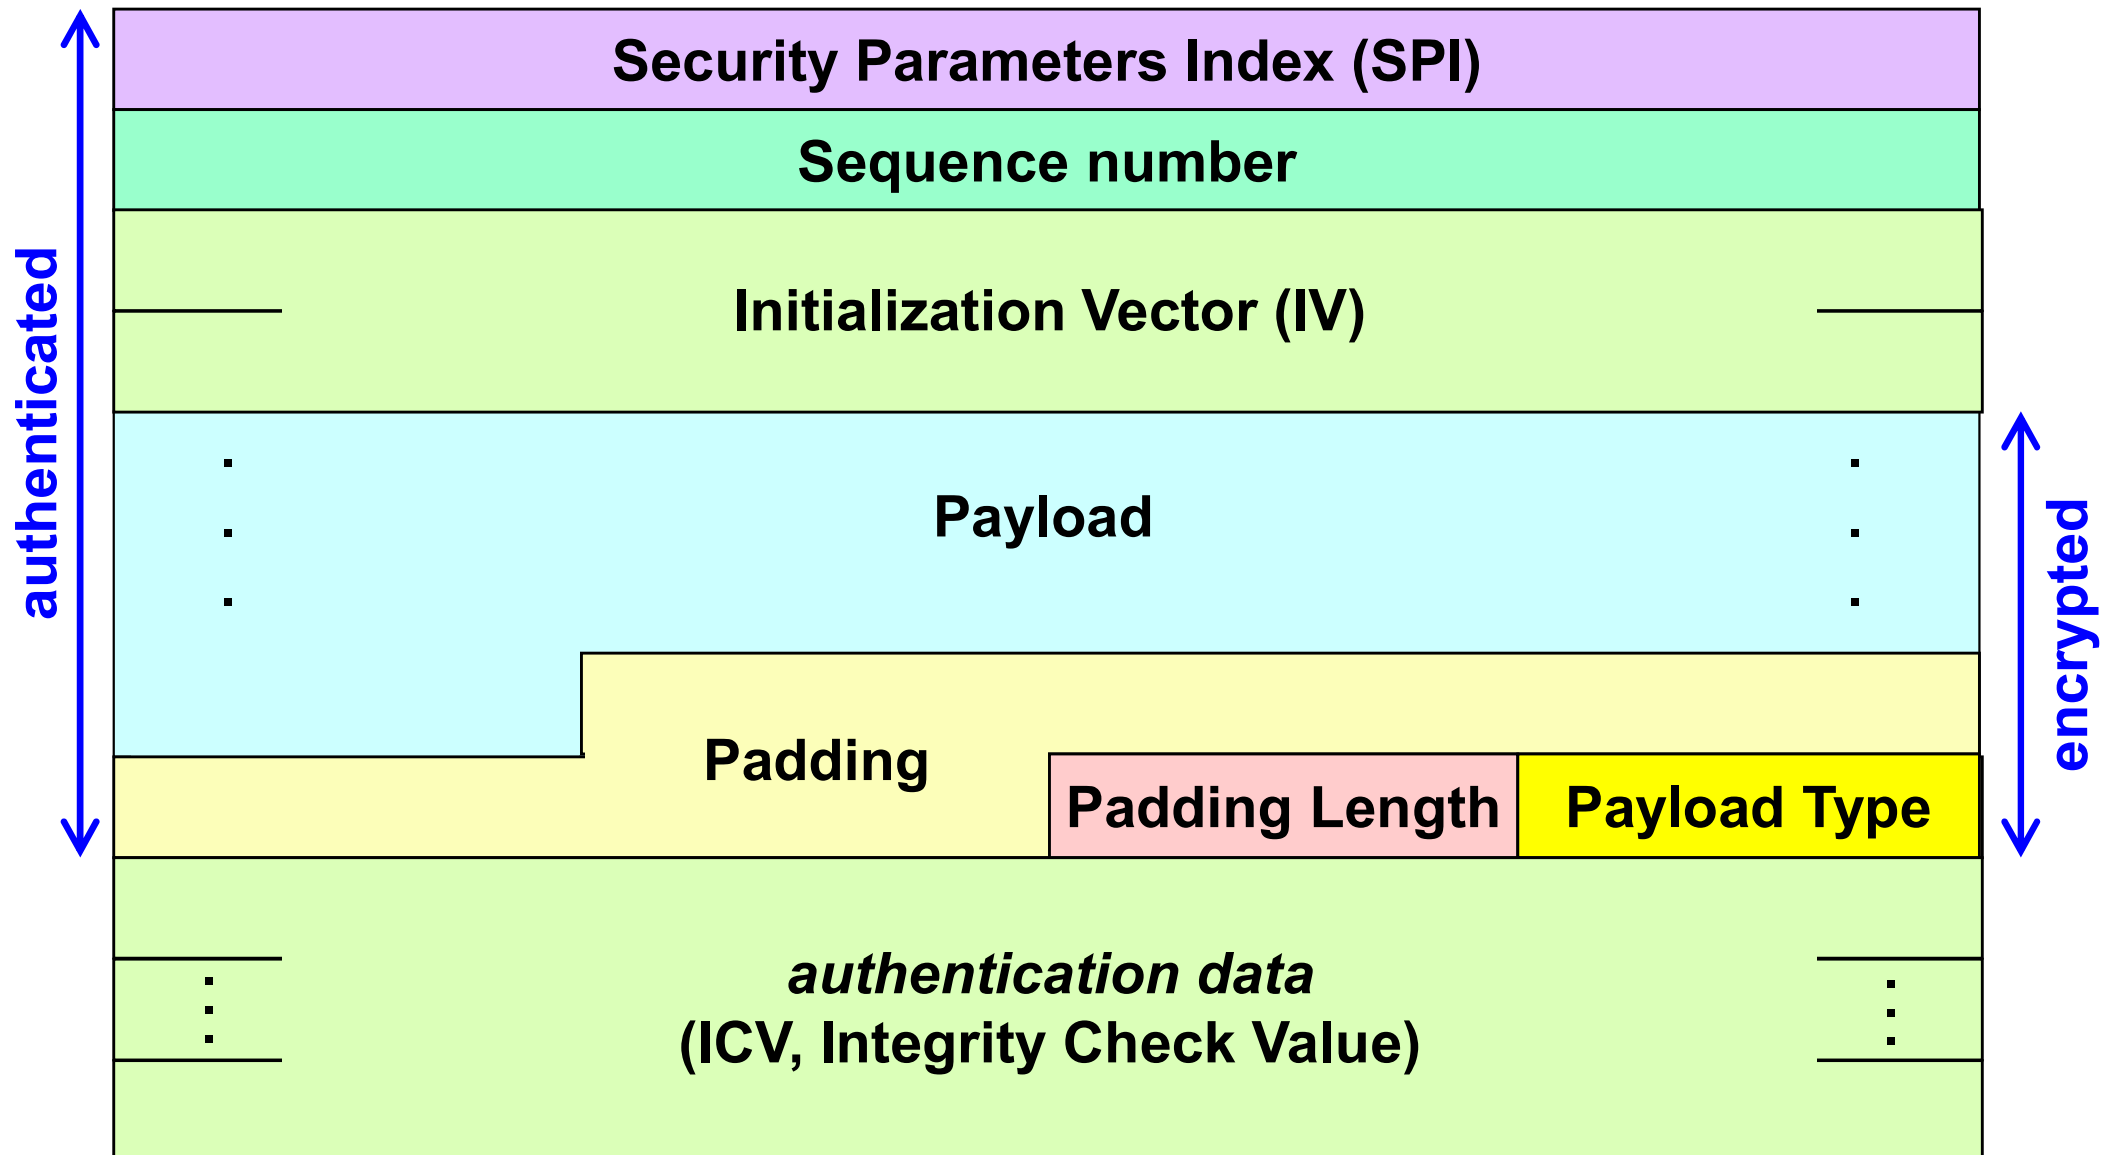 Security Parameters Index (SPI)
Sequence number
authenticated
Initialization Vector (IV)
Payload
encrypted
Padding
Padding Length
Payload Type
authentication data
(ICV, Integrity Check Value)